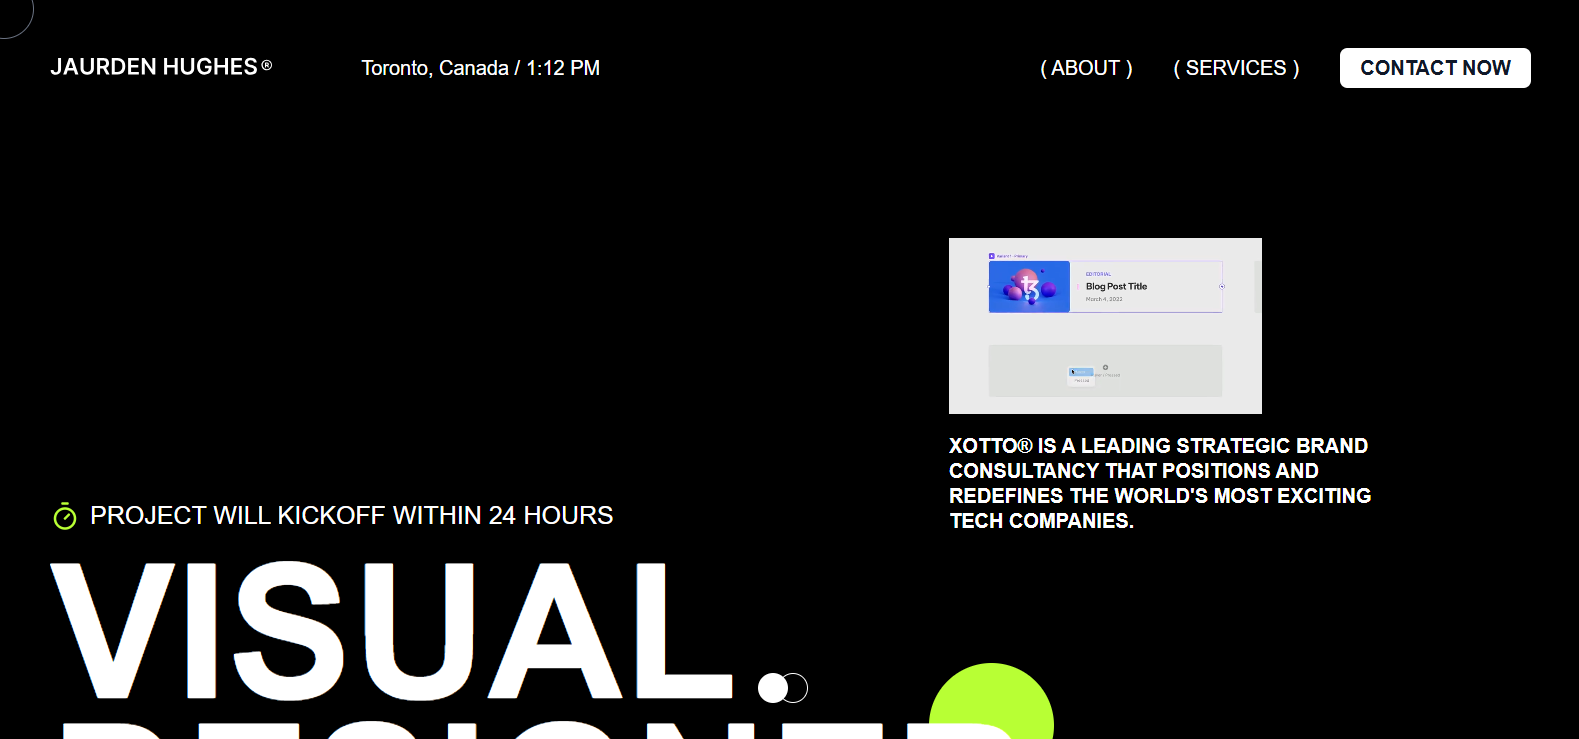 JAURDEN HUGHES®
Toronto, Canada / 1:12 PM
( ABOUT )
( SERVICES )
CONTACT NOW
EDITORIAL
Blog Post Title
March 4, 2022
XOTTO® IS A LEADING STRATEGIC BRAND
CONSULTANCY THAT POSITIONS AND
REDEFINES THE WORLD'S MOST EXCITING
TECH COMPANIES.
PROJECT WILL KICKOFF WITHIN 24 HOURS
VISUAL
DESIGNER